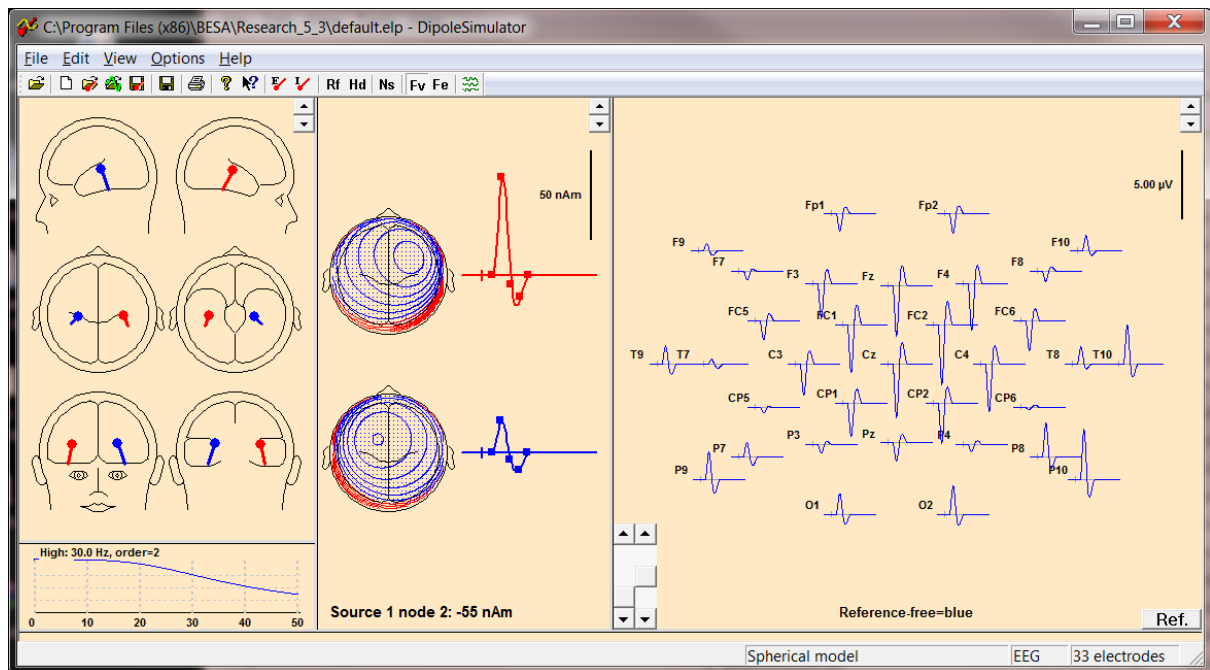 C:\Program Files (x86)\BESA\Research_5_3\default.elp - DipoleSimulator
File Edit View Options Help
Rf Hd Ns Fv Fe
50 nAm
5.00 µV
Fp1 Fp2
F9 F10
F7 F8
F3 Fz F4
FC5 FC1 FC2 FC6
T9 T7 C3 Cz C4 T8 T10
CP5 CP1 CP2 CP6
P7 P3 Pz P4 P8
P9 P10
O1 O2
High: 30.0 Hz, order=2
0 10 20 30 40 50
Source 1 node 2: -55 nAm
Reference-free=blue
Ref.
Spherical model EEG 33 electrodes